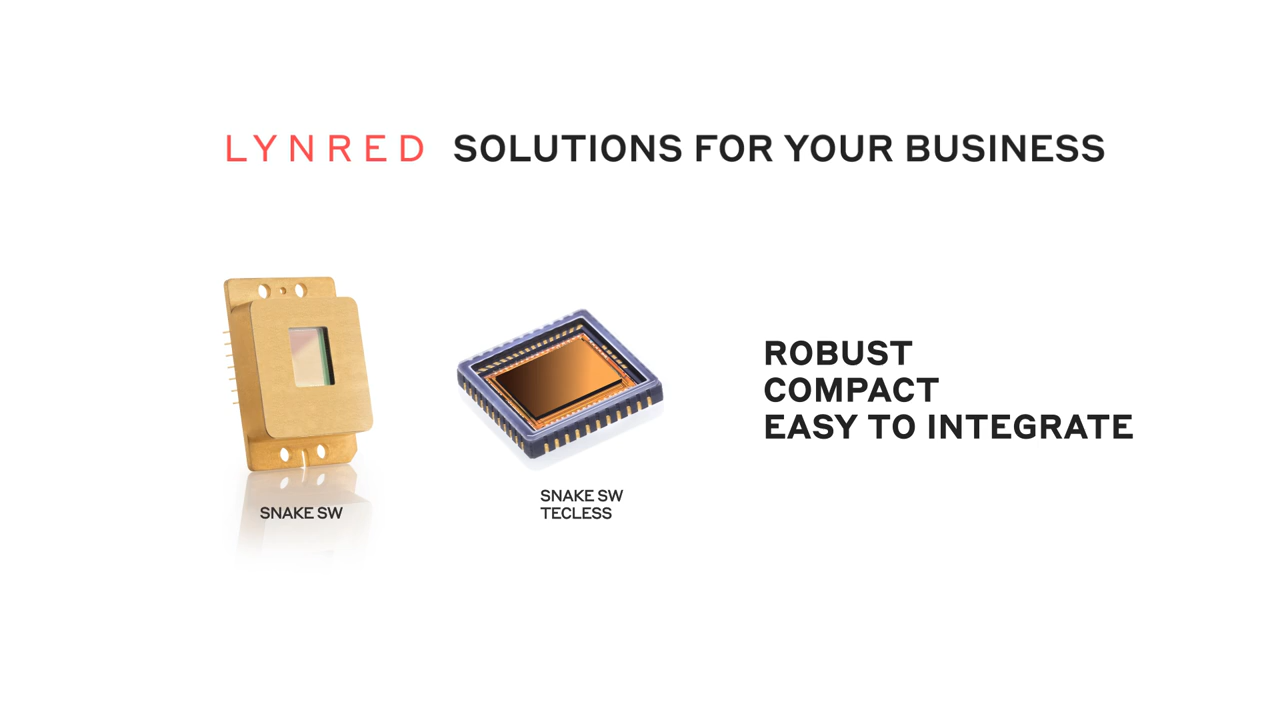 LYNRED SOLUTIONS FOR YOUR BUSINESS
ROBUST
COMPACT
EASY TO INTEGRATE
SNAKE SW
SNAKE SW
TECLESS